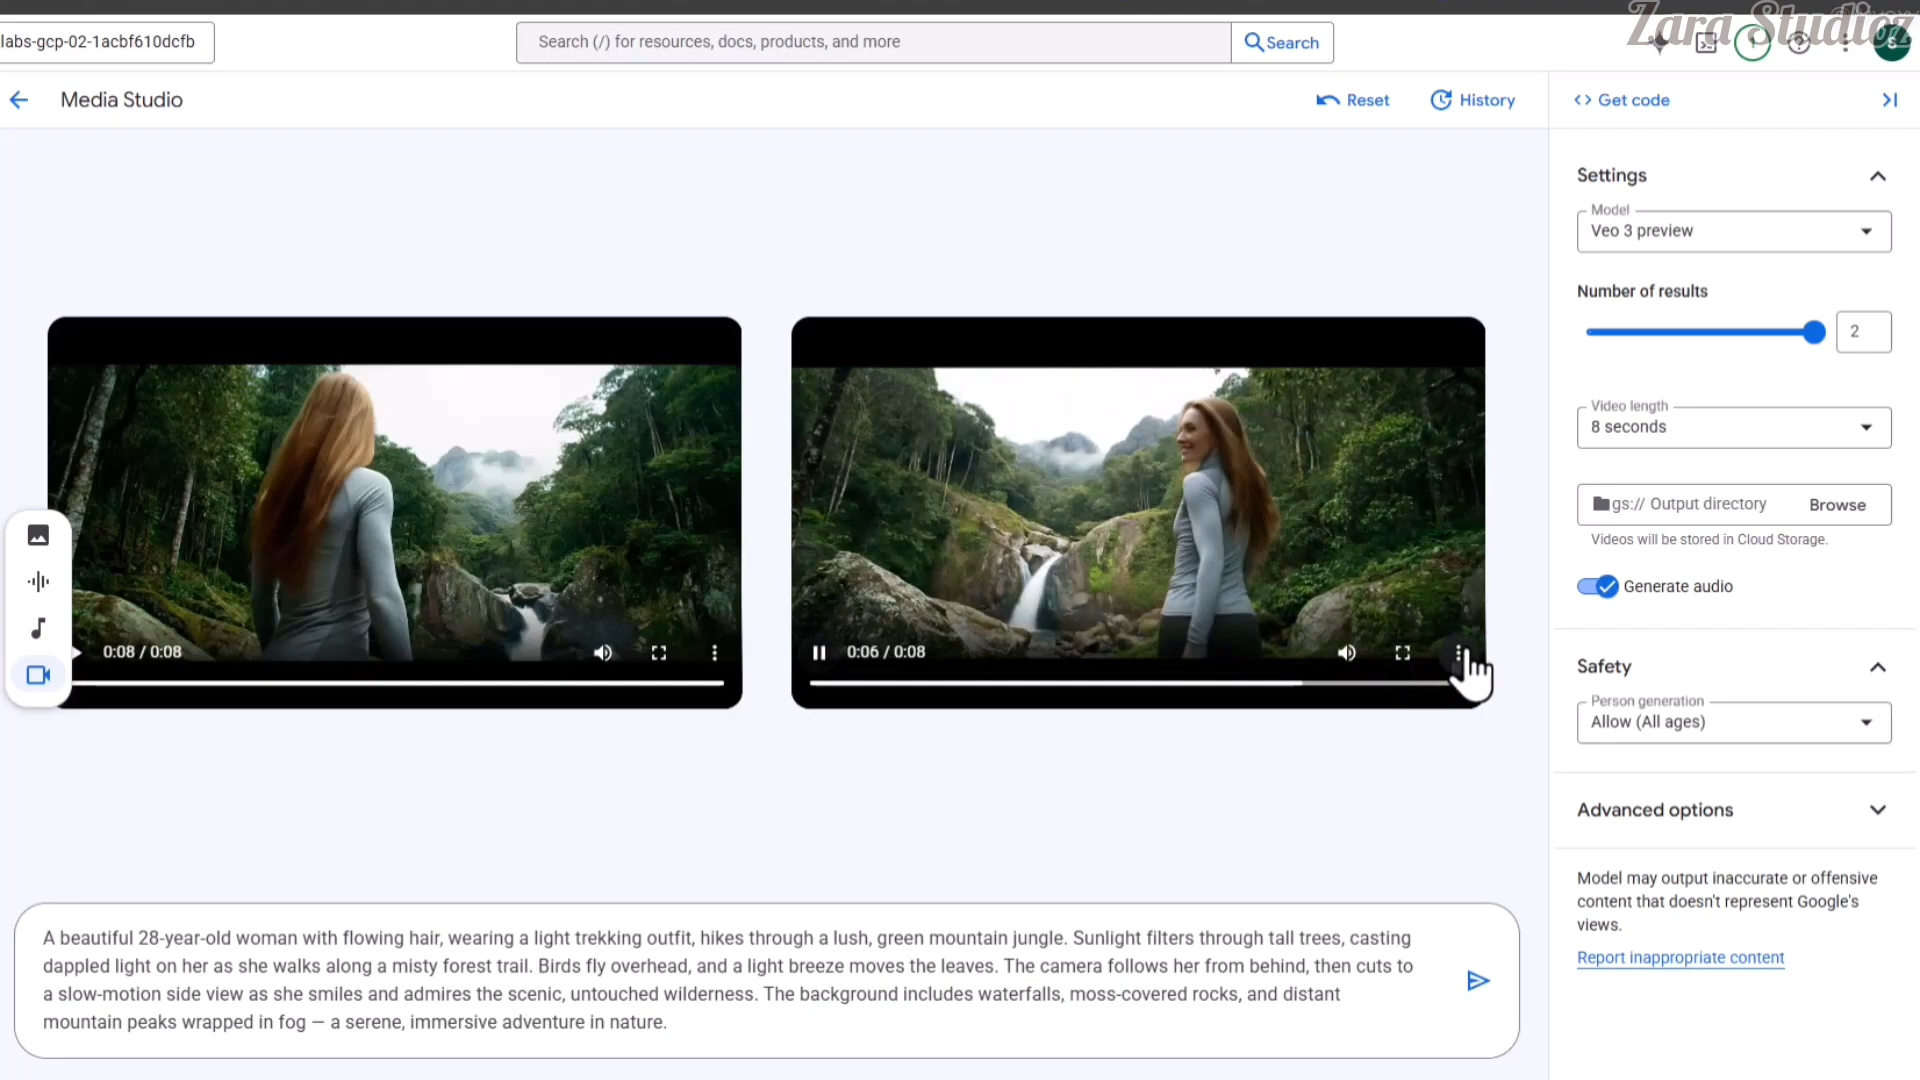 Zara Studioz
labs-gcp-02-1acbf610dcfb
Search (/) for resources, docs, products, and more
Search
Media Studio
Reset
History
Get code
Settings
Model
Veo 3 preview
Number of results
2
Video length
8 seconds
gs:// Output directory
Browse
Videos will be stored in Cloud Storage.
Generate audio
0:08 / 0:08
0:06 / 0:08
Safety
Person generation
Allow (All ages)
Advanced options
Model may output inaccurate or offensive
content that doesn't represent Google's
views.
Report inappropriate content
A beautiful 28-year-old woman with flowing hair, wearing a light trekking outfit, hikes through a lush, green mountain jungle. Sunlight filters through tall trees, casting
dappled light on her as she walks along a misty forest trail. Birds fly overhead, and a light breeze moves the leaves. The camera follows her from behind, then cuts to
a slow-motion side view as she smiles and admires the scenic, untouched wilderness. The background includes waterfalls, moss-covered rocks, and distant
mountain peaks wrapped in fog — a serene, immersive adventure in nature.